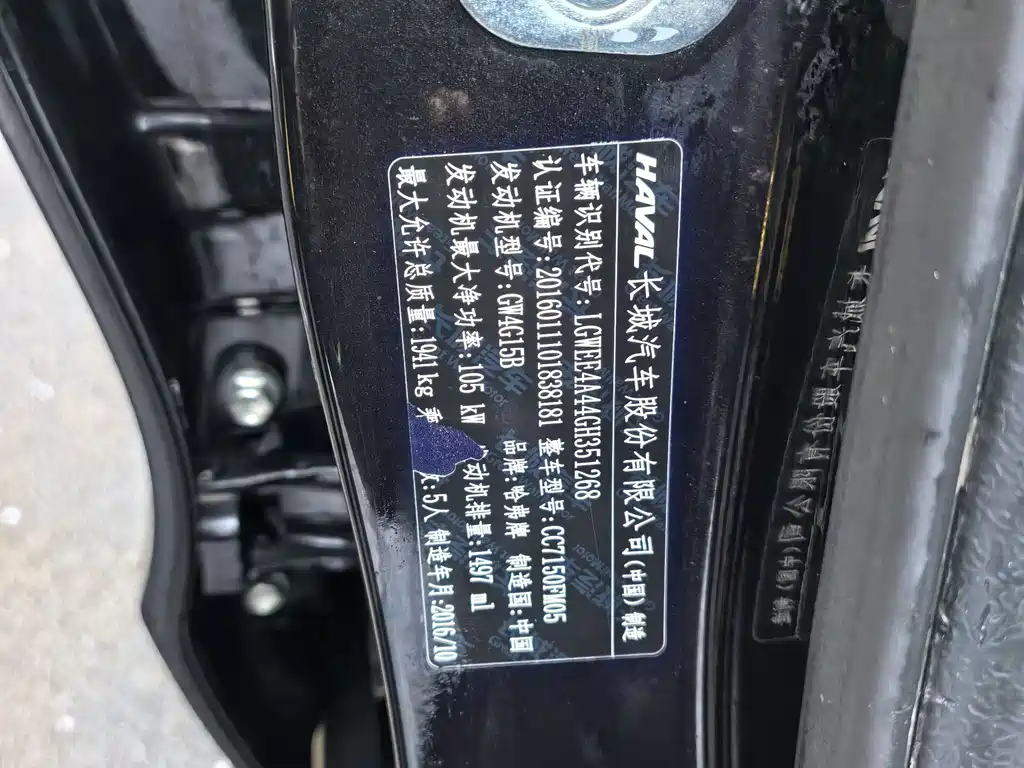 HAVAL 长城汽车股份有限公司(中国)制造
车辆识别代号:LGWEE4A44GH351268
认证编号:2016011101838181 整车型号:CC7150FM05
发动机型号:GW4G15B 品牌:哈弗牌 制造国:中国
发动机最大净功率:105 kW 动机排量:1497 ml
最大允许总质量:1941kg 乘 :5人 制造年月:2016/10